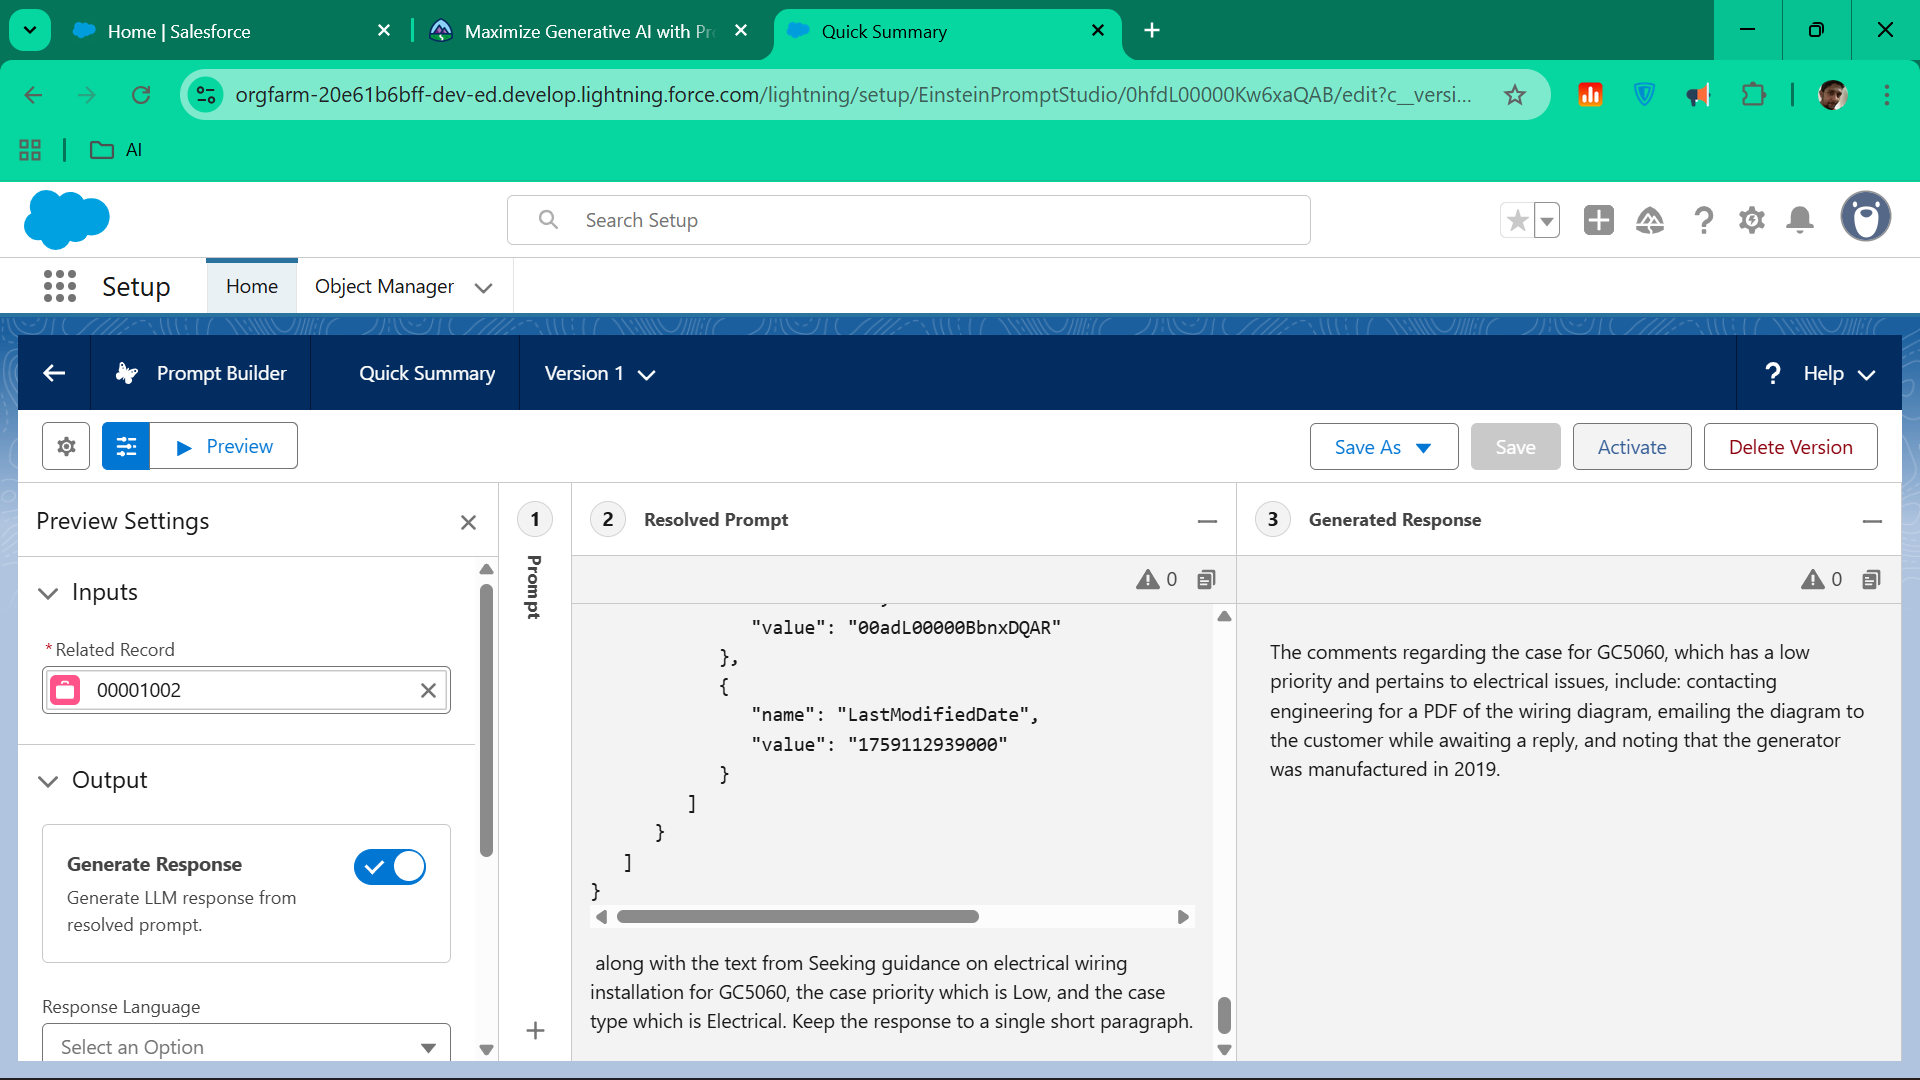 Home | Salesforce
Maximize Generative AI with Pr
Quick Summary
orgfarm-20e61b6bff-dev-ed.develop.lightning.force.com/lightning/setup/EinsteinPromptStudio/0hfdL00000Kw6xaQAB/edit?c__versi...
AI
Search Setup
Setup
Home
Object Manager
Prompt Builder
Quick Summary
Version 1
? Help
Preview
Save As
Save
Activate
Delete Version
Preview Settings
Inputs
* Related Record
00001002
Output
Generate Response
Generate LLM response from
resolved prompt.
Response Language
Select an Option
1
Prompt
2
Resolved Prompt
0
"value": "00adL00000BbnxDQAR"
},
{
"name": "LastModifiedDate",
"value": "1759112939000"
}
]
}
]
}
along with the text from Seeking guidance on electrical wiring
installation for GC5060, the case priority which is Low, and the case
type which is Electrical. Keep the response to a single short paragraph.
3
Generated Response
0
The comments regarding the case for GC5060, which has a low
priority and pertains to electrical issues, include: contacting
engineering for a PDF of the wiring diagram, emailing the diagram to
the customer while awaiting a reply, and noting that the generator
was manufactured in 2019.